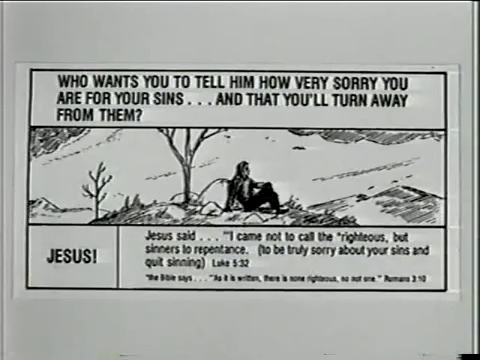 WHO WANTS YOU TO TELL HIM HOW VERY SORRY YOU
ARE FOR YOUR SINS . . . AND THAT YOU'LL TURN AWAY
FROM THEM?
JESUS!
Jesus said . . . "I came not to call the *righteous, but
sinners to repentance. (to be truly sorry about your sins and
quit sinning) Luke 5:32
*the Bible says . . . "As it is written, there is none righteous, no not one." Romans 3:10